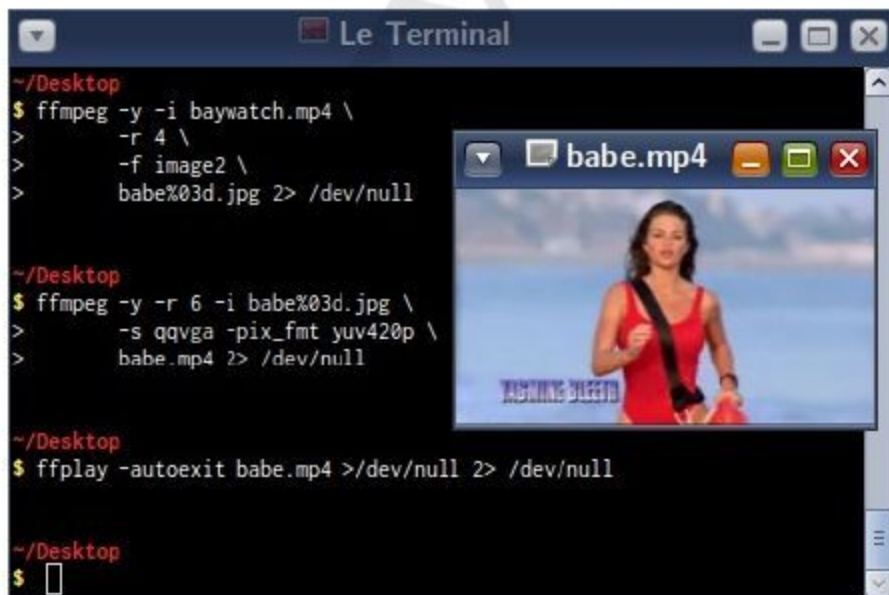 Le Terminal
~/Desktop
$ ffmpeg -y -i baywatch.mp4 \
> -r 4 \
> -f image2 \
> babe%03d.jpg 2> /dev/null
~/Desktop
$ ffmpeg -y -r 6 -i babe%03d.jpg \
> -s qqvga -pix_fmt yuv420p \
> babe.mp4 2> /dev/null
~/Desktop
$ ffplay -autoexit babe.mp4 >/dev/null 2> /dev/null
~/Desktop
$
babe.mp4
YASMINE BLEETH